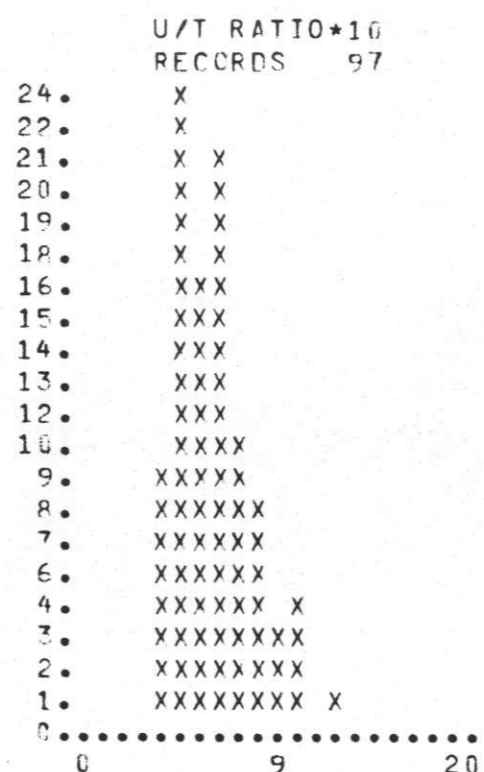 U/T RATIO*10
RECORDS 97
24. X
22. X
21. X X
20. X X
19. X X
18. X X
16. XXX
15. XXX
14. XXX
13. XXX
12. XXX
10. XXXX
9. XXXXX
8. XXXXXX
7. XXXXXX
6. XXXXXX
4. XXXXXX X
3. XXXXXXXX
2. XXXXXXXX
1. XXXXXXXX X
0......................
0 9 20